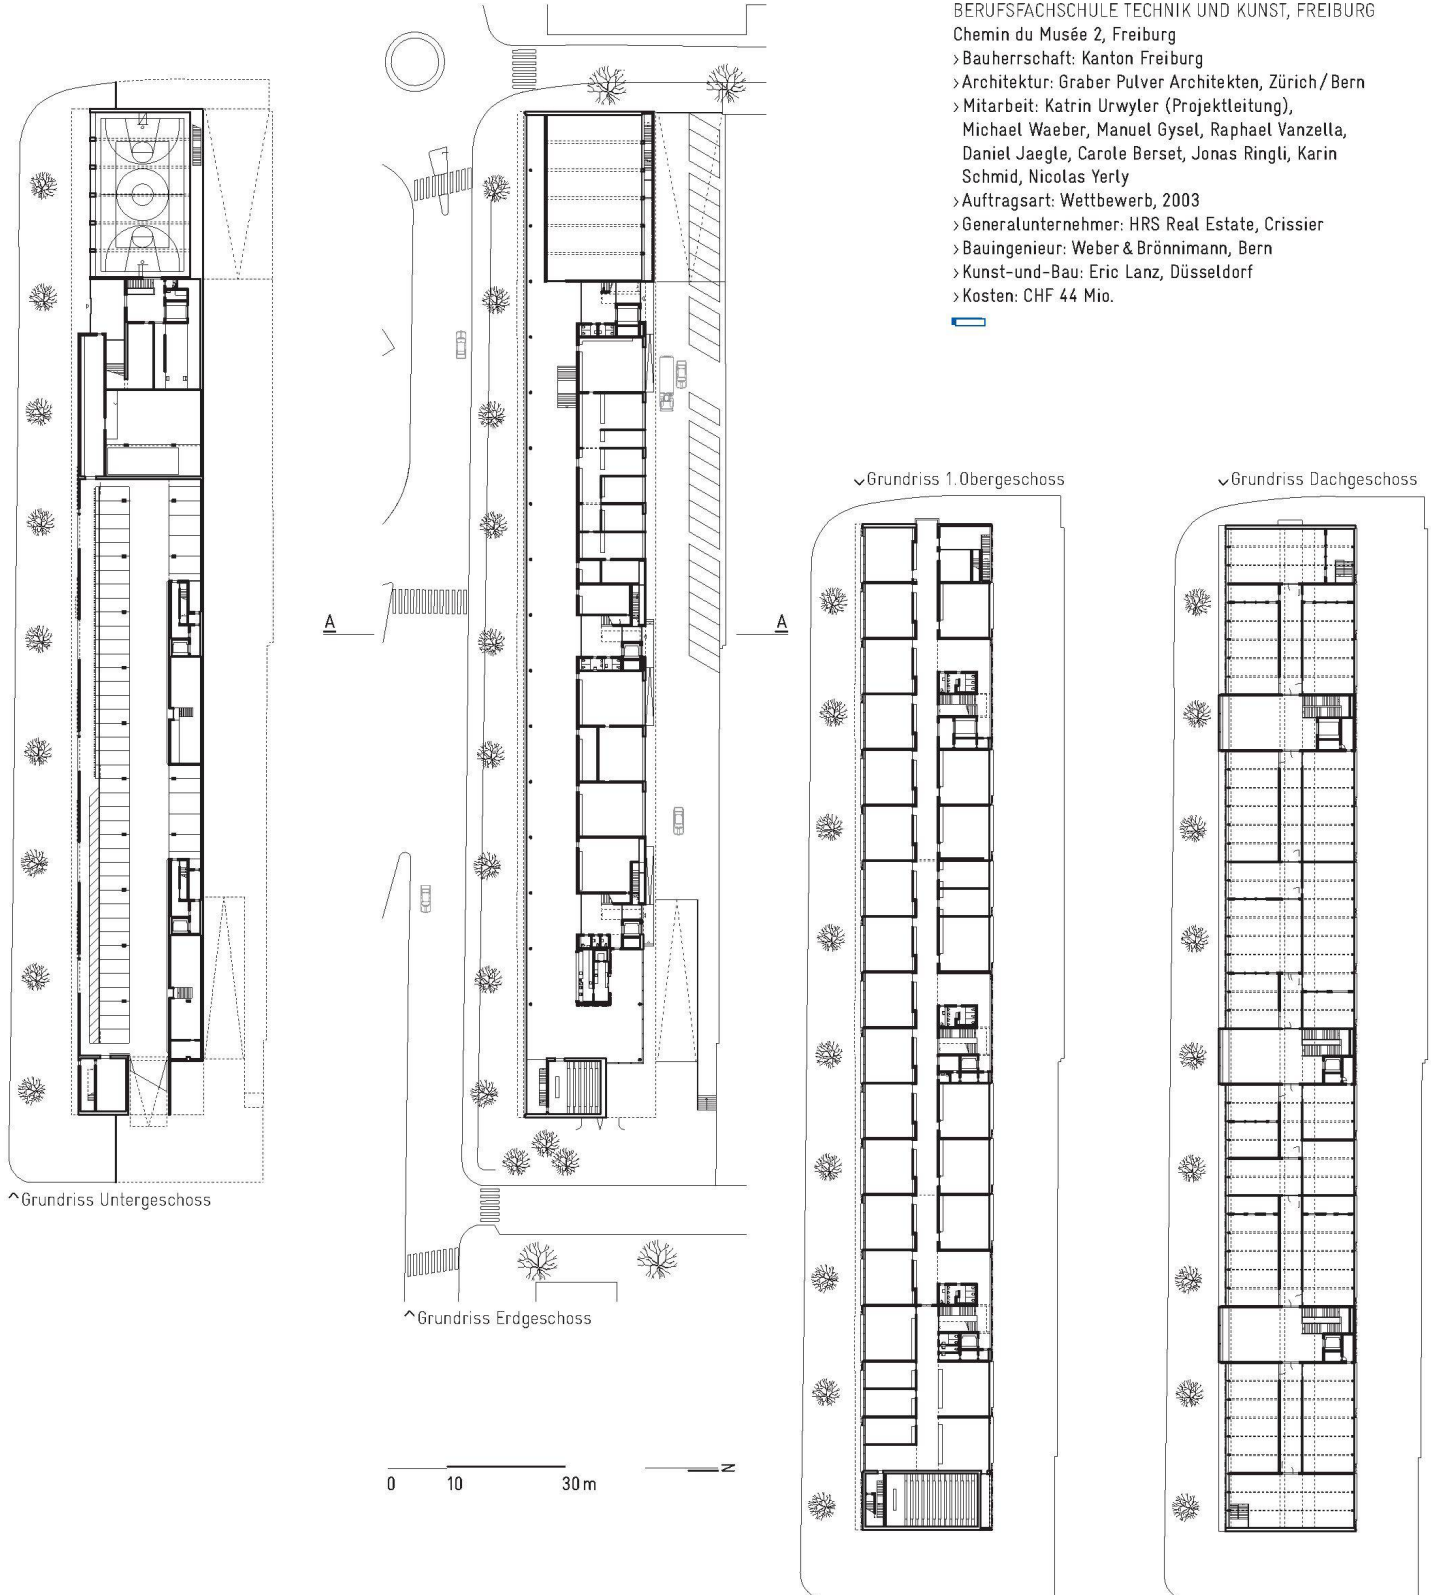 BERUFSFACHSCHULE TECHNIK UND KUNST, FREIBURG
Chemin du Musée 2, Freiburg
> Bauherrschaft: Kanton Freiburg
> Architektur: Graber Pulver Architekten, Zürich / Bern
> Mitarbeit: Katrin Urwyler (Projektleitung),
Michael Waeber, Manuel Gysel, Raphael Vanzella,
Daniel Jaegle, Carole Berset, Jonas Ringli, Karin
Schmid, Nicolas Yerly
> Auftragsart: Wettbewerb, 2003
> Generalunternehmer: HRS Real Estate, Crissier
> Bauingenieur: Weber & Brönnimann, Bern
> Kunst-und-Bau: Eric Lanz, Düsseldorf
> Kosten: CHF 44 Mio.
Grundriss 1. Obergeschoss
Grundriss Dachgeschoss
A
A
^Grundriss Untergeschoss
^Grundriss Erdgeschoss
0 10 30 m
N